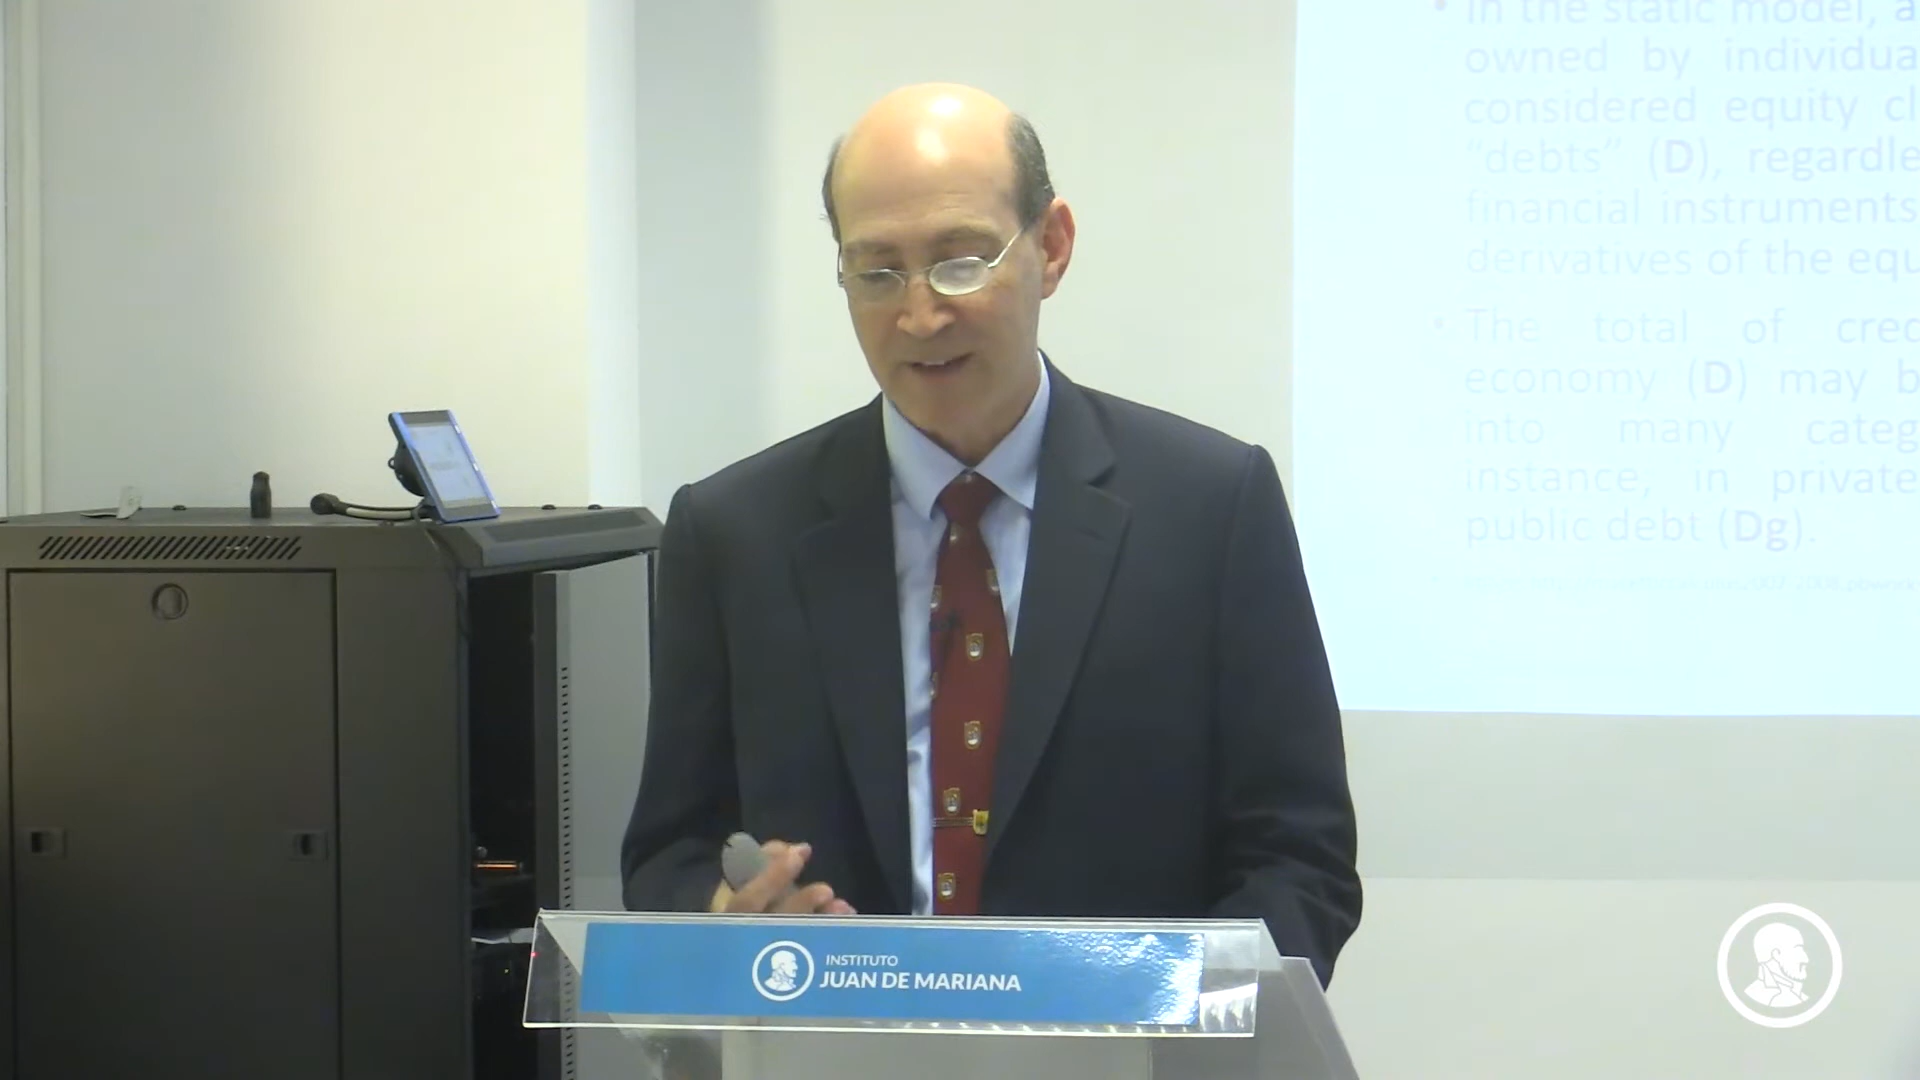 In the static model, a
owned by individua
considered equity cl
“debts” (D), regardle
financial instruments
derivatives of the equ
The total of cred
economy (D) may b
into many categ
instance, in private
public debt (Dg).
INSTITUTO
JUAN DE MARIANA